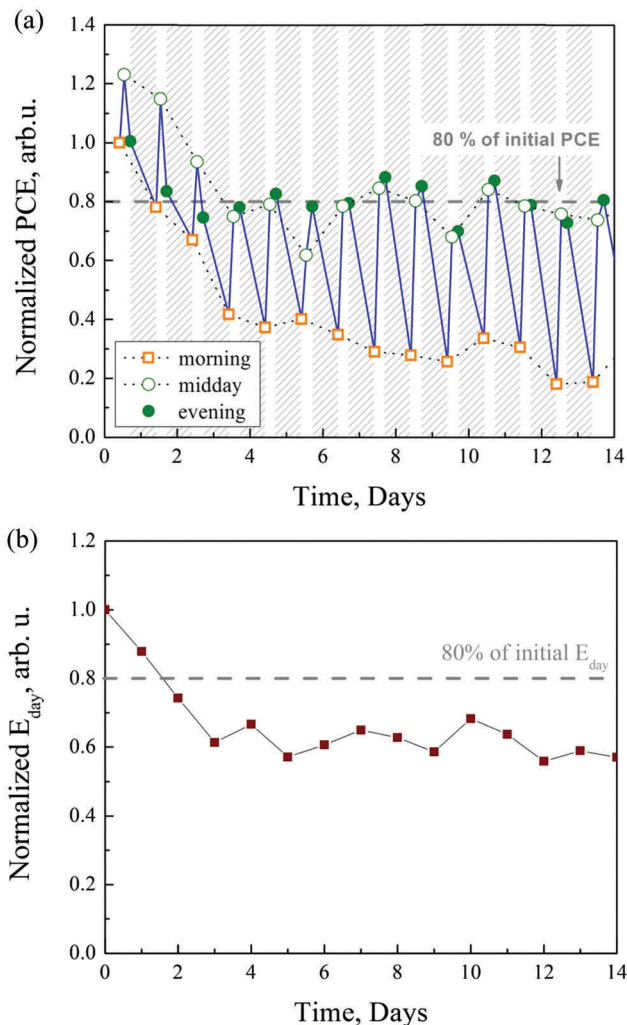 (a)
1.4
1.2
1.0
0.8
0.6
0.4
0.2
0.0
Normalized PCE, arb.u.
80 % of initial PCE
morning
midday
evening
0 2 4 6 8 10 12 14
Time, Days
(b)
1.2
1.0
0.8
0.6
0.4
0.2
0.0
Normalized Eday, arb. u.
80% of initial Eday
0 2 4 6 8 10 12 14
Time, Days